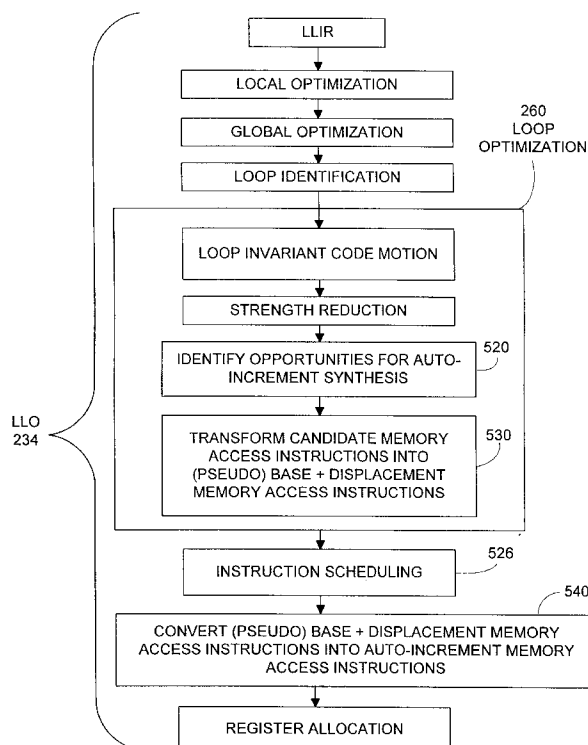 LLIR
LOCAL OPTIMIZATION
GLOBAL OPTIMIZATION
LOOP IDENTIFICATION
260
LOOP
OPTIMIZATION
LOOP INVARIANT CODE MOTION
STRENGTH REDUCTION
520
IDENTIFY OPPORTUNITIES FOR AUTO-
INCREMENT SYNTHESIS
530
TRANSFORM CANDIDATE MEMORY
ACCESS INSTRUCTIONS INTO
(PSEUDO) BASE + DISPLACEMENT
MEMORY ACCESS INSTRUCTIONS
LLO
234
526
INSTRUCTION SCHEDULING
540
CONVERT (PSEUDO) BASE + DISPLACEMENT MEMORY
ACCESS INSTRUCTIONS INTO AUTO-INCREMENT MEMORY
ACCESS INSTRUCTIONS
REGISTER ALLOCATION